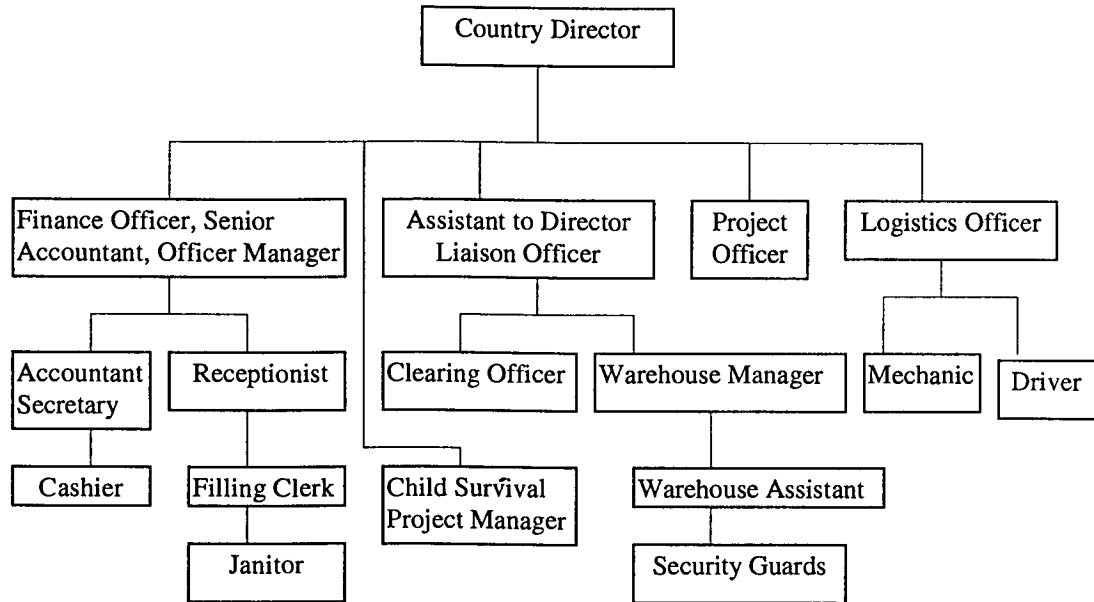 Country Director
Finance Officer, Senior
Accountant, Officer Manager
Assistant to Director
Liaison Officer
Project
Officer
Logistics Officer
Accountant
Secretary
Receptionist
Clearing Officer
Warehouse Manager
Mechanic
Driver
Cashier
Filling Clerk
Child Survival
Project Manager
Warehouse Assistant
Janitor
Security Guards